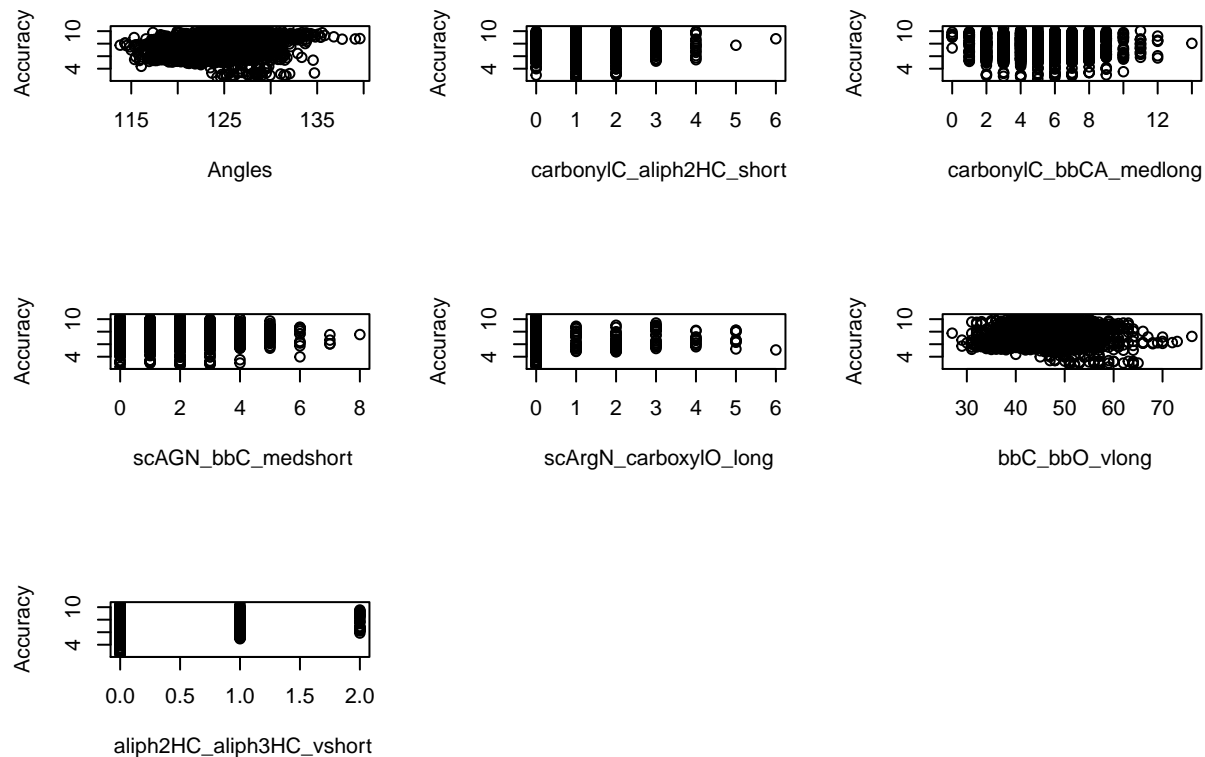 Accuracy
10
4
115
125
135
Angles
Accuracy
10
4
0 1 2 3 4 5 6
carbonylC_aliph2HC_short
Accuracy
10
4
0 2 4 6 8 12
carbonylC_bbCA_medlong
Accuracy
10
4
0 2 4 6 8
scAGN_bbC_medshort
Accuracy
10
4
0 1 2 3 4 5 6
scArgN_carboxylO_long
Accuracy
10
4
30 40 50 60 70
bbC_bbO_vlong
Accuracy
10
4
0.0 0.5 1.0 1.5 2.0
aliph2HC_aliph3HC_vshort